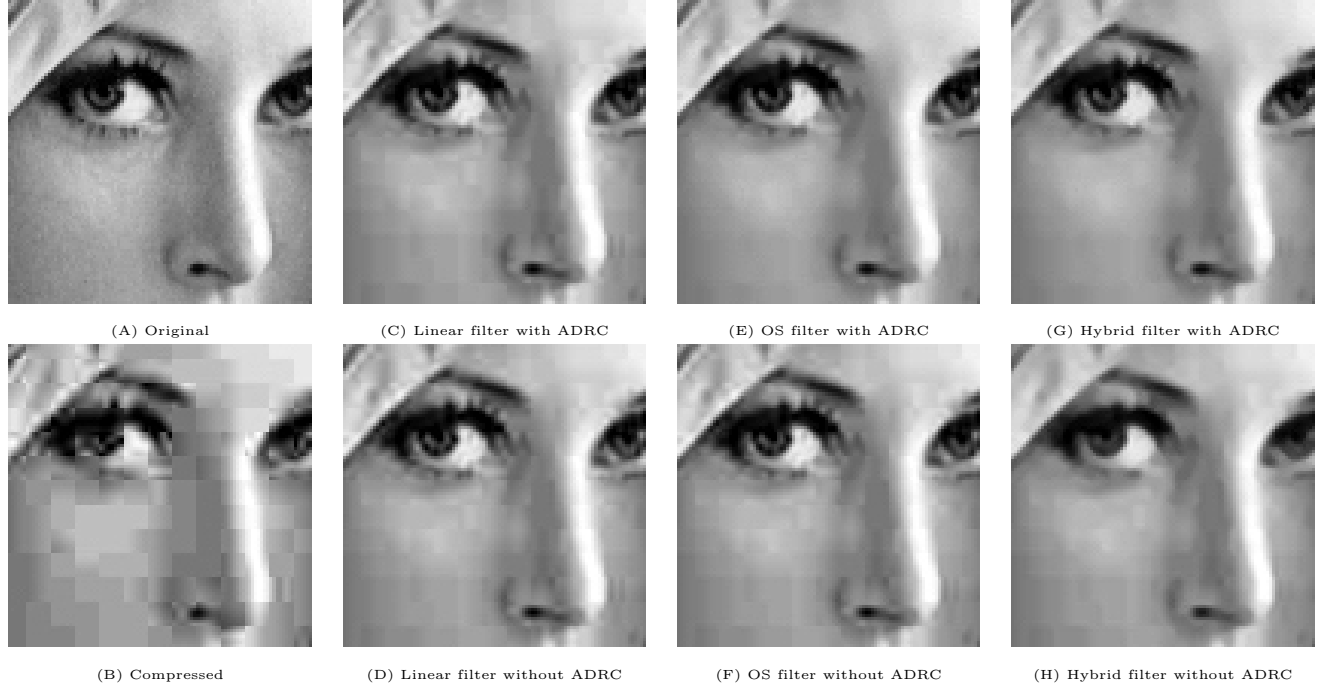 (A) Original
(C) Linear filter with ADRC
(E) OS filter with ADRC
(G) Hybrid filter with ADRC
(B) Compressed
(D) Linear filter without ADRC
(F) OS filter without ADRC
(H) Hybrid filter without ADRC